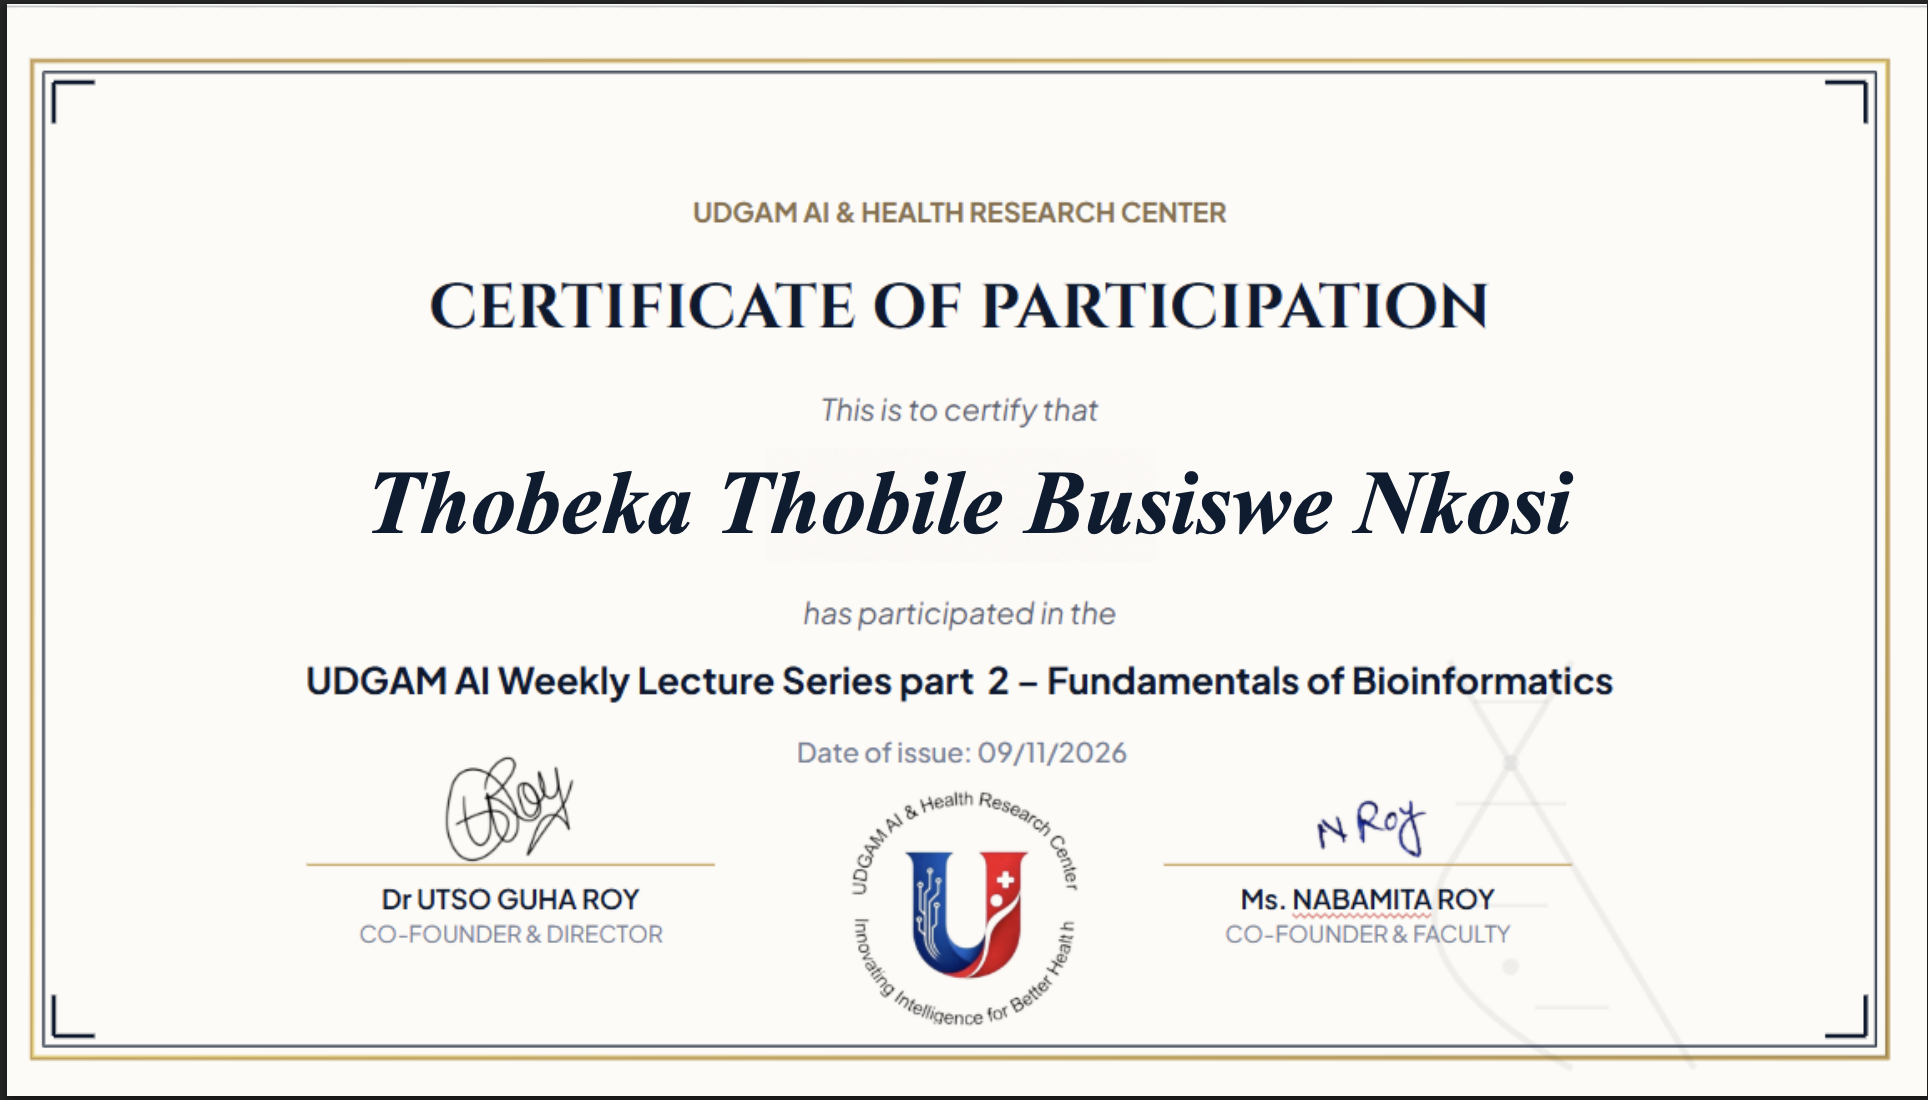 UDGAM AI & HEALTH RESEARCH CENTER
CERTIFICATE OF PARTICIPATION
This is to certify that
Thobeka Thobile Busiswe Nkosi
has participated in the
UDGAM AI Weekly Lecture Series part 2 – Fundamentals of Bioinformatics
Date of issue: 09/11/2026
URoy
N Roy
Dr UTSO GUHA ROY
CO-FOUNDER & DIRECTOR
UDGAM AI & Health Research Center
Innovating Intelligence for Better Health
Ms. NABAMITA ROY
CO-FOUNDER & FACULTY